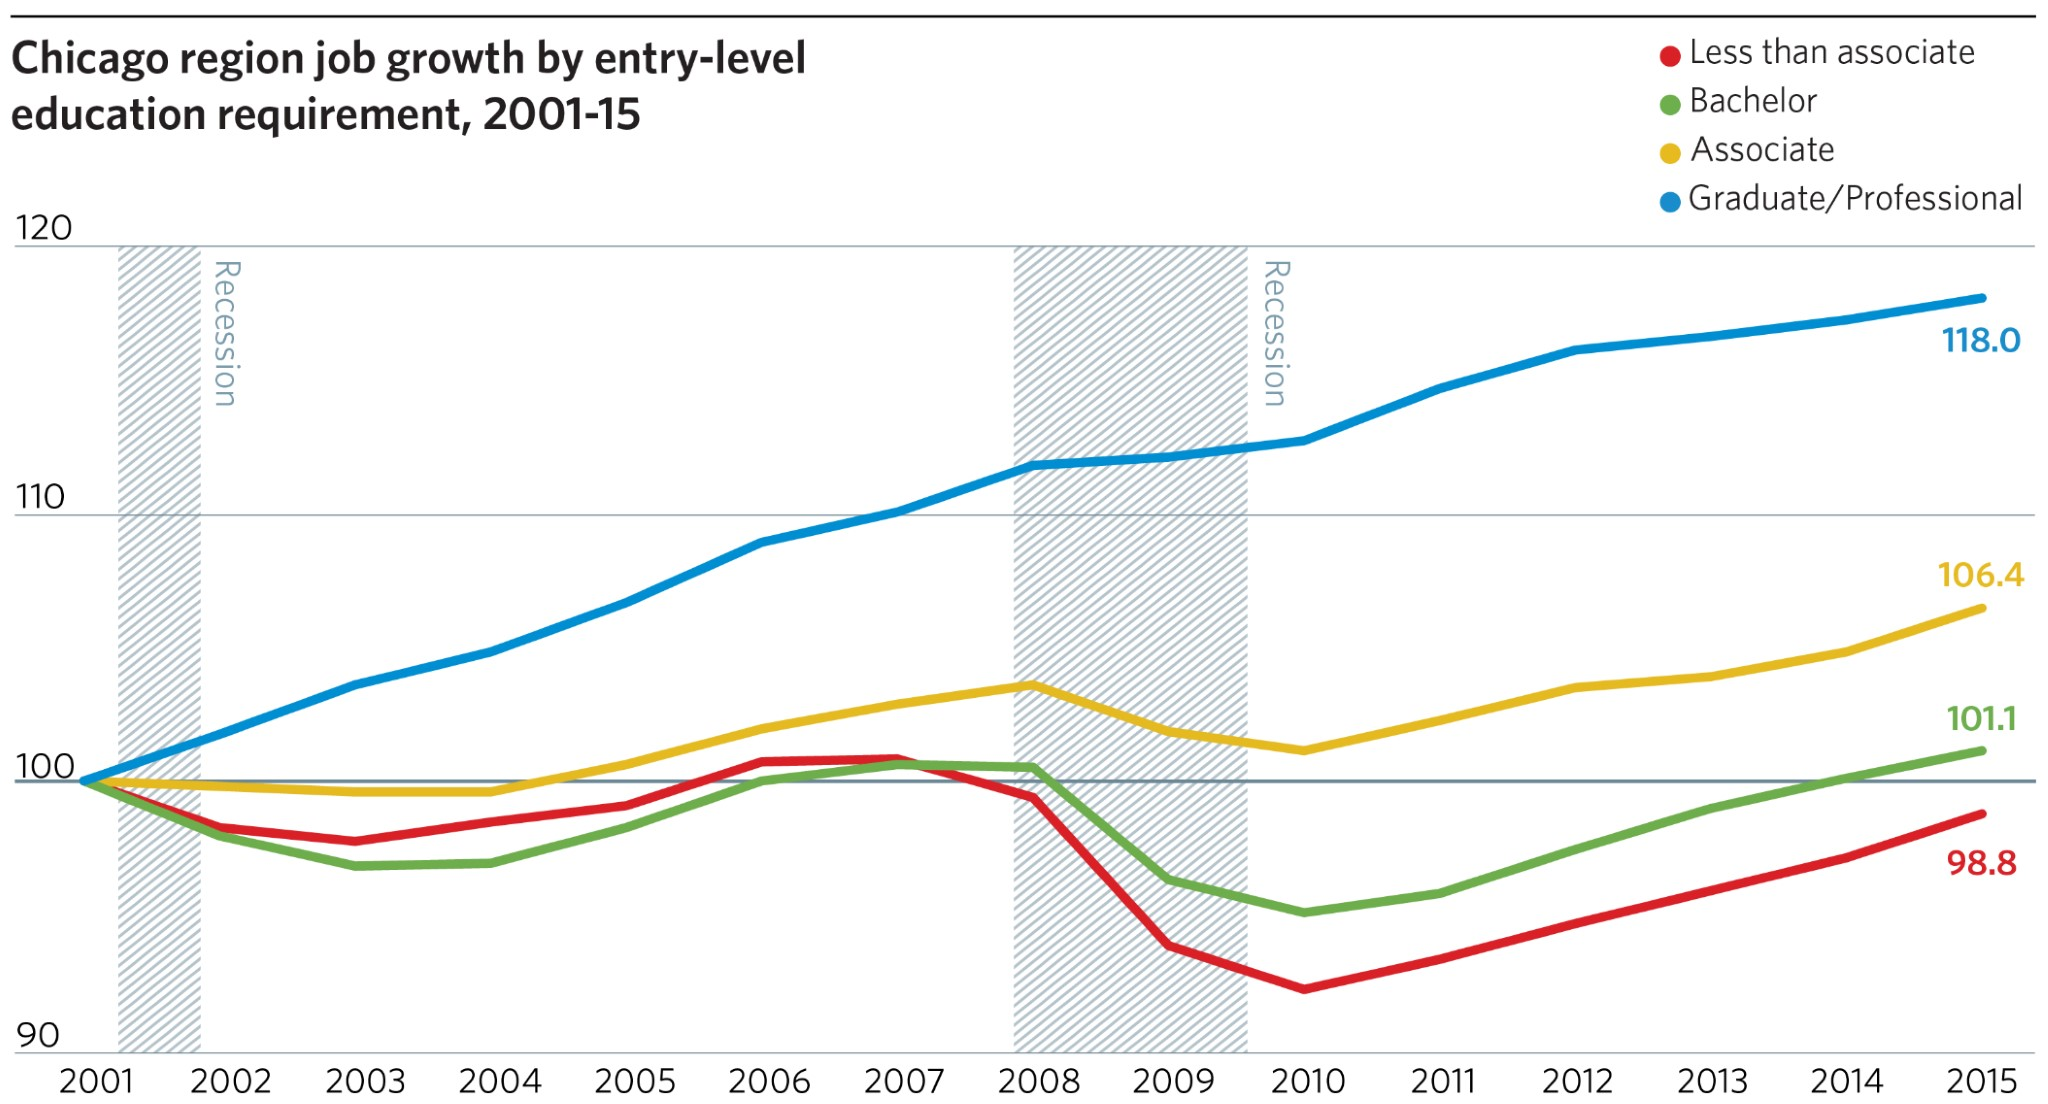 Chicago region job growth by entry-level
education requirement, 2001-15
Less than associate
Bachelor
Associate
Graduate/Professional
120
Recession
Recession
118.0
110
106.4
101.1
100
98.8
90
2001 2002 2003 2004 2005 2006 2007 2008 2009 2010 2011 2012 2013 2014 2015